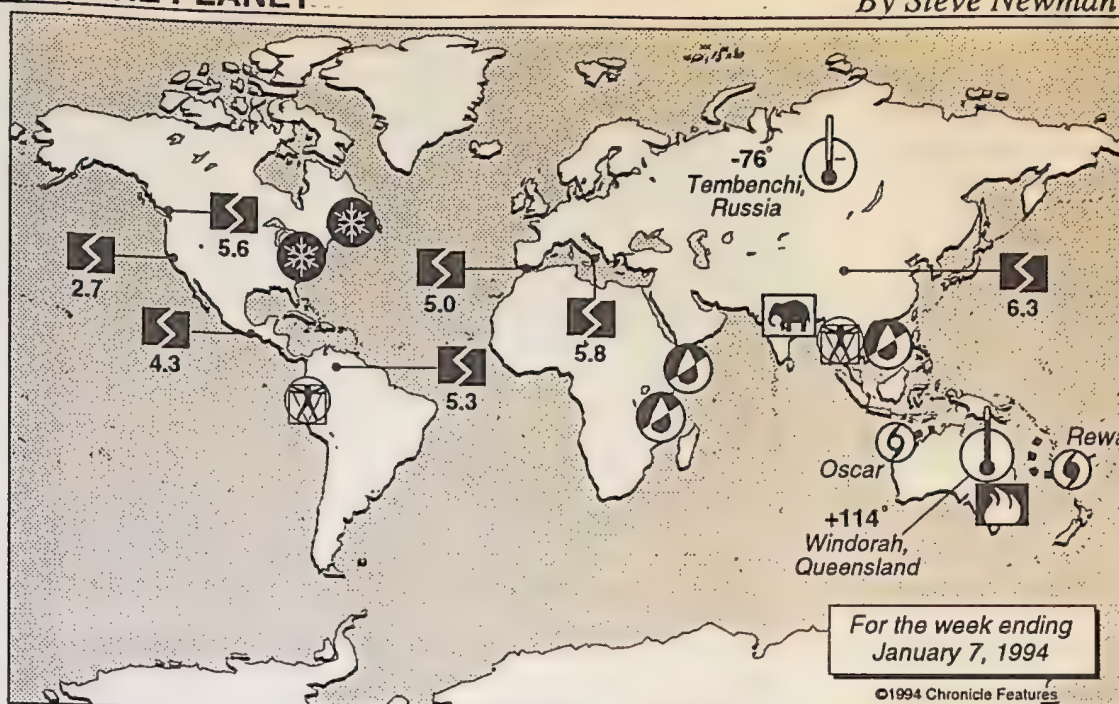 PLANET
By Steve Newman
-76°
Tembenchi,
Russia
5.6
2.7
5.0
6.3
4.3
5.8
5.3
Oscar
+114°
Windorah,
Queensland
For the week ending
January 7, 1994
©1994 Chronicle Features